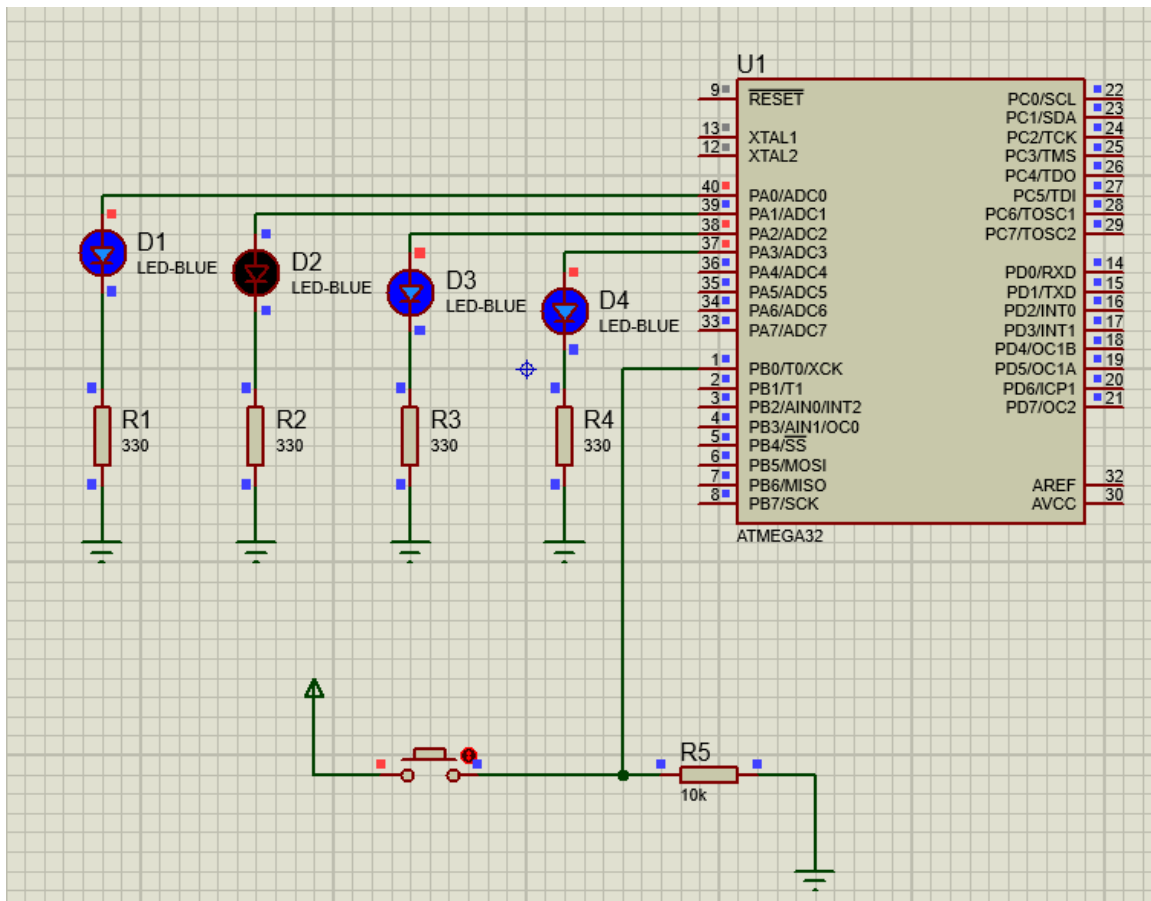 U1
9 RESET PC0/SCL 22
PC1/SDA 23
13 XTAL1 PC2/TCK 24
12 XTAL2 PC3/TMS 25
PC4/TDO 26
40 PA0/ADC0 PC5/TDI 27
39 PA1/ADC1 PC6/TOSC1 28
38 PA2/ADC2 PC7/TOSC2 29
37 PA3/ADC3
36 PA4/ADC4 PD0/RXD 14
35 PA5/ADC5 PD1/TXD 15
34 PA6/ADC6 PD2/INT0 16
33 PA7/ADC7 PD3/INT1 17
PD4/OC1B 18
1 PB0/T0/XCK PD5/OC1A 19
2 PB1/T1 PD6/ICP1 20
3 PB2/AIN0/INT2 PD7/OC2 21
4 PB3/AIN1/OC0
5 PB4/SS
6 PB5/MOSI
7 PB6/MISO AREF 32
8 PB7/SCK AVCC 30
ATMEGA32
D1
LED-BLUE
D2
LED-BLUE
D3
LED-BLUE
D4
LED-BLUE
R1
330
R2
330
R3
330
R4
330
R5
10k